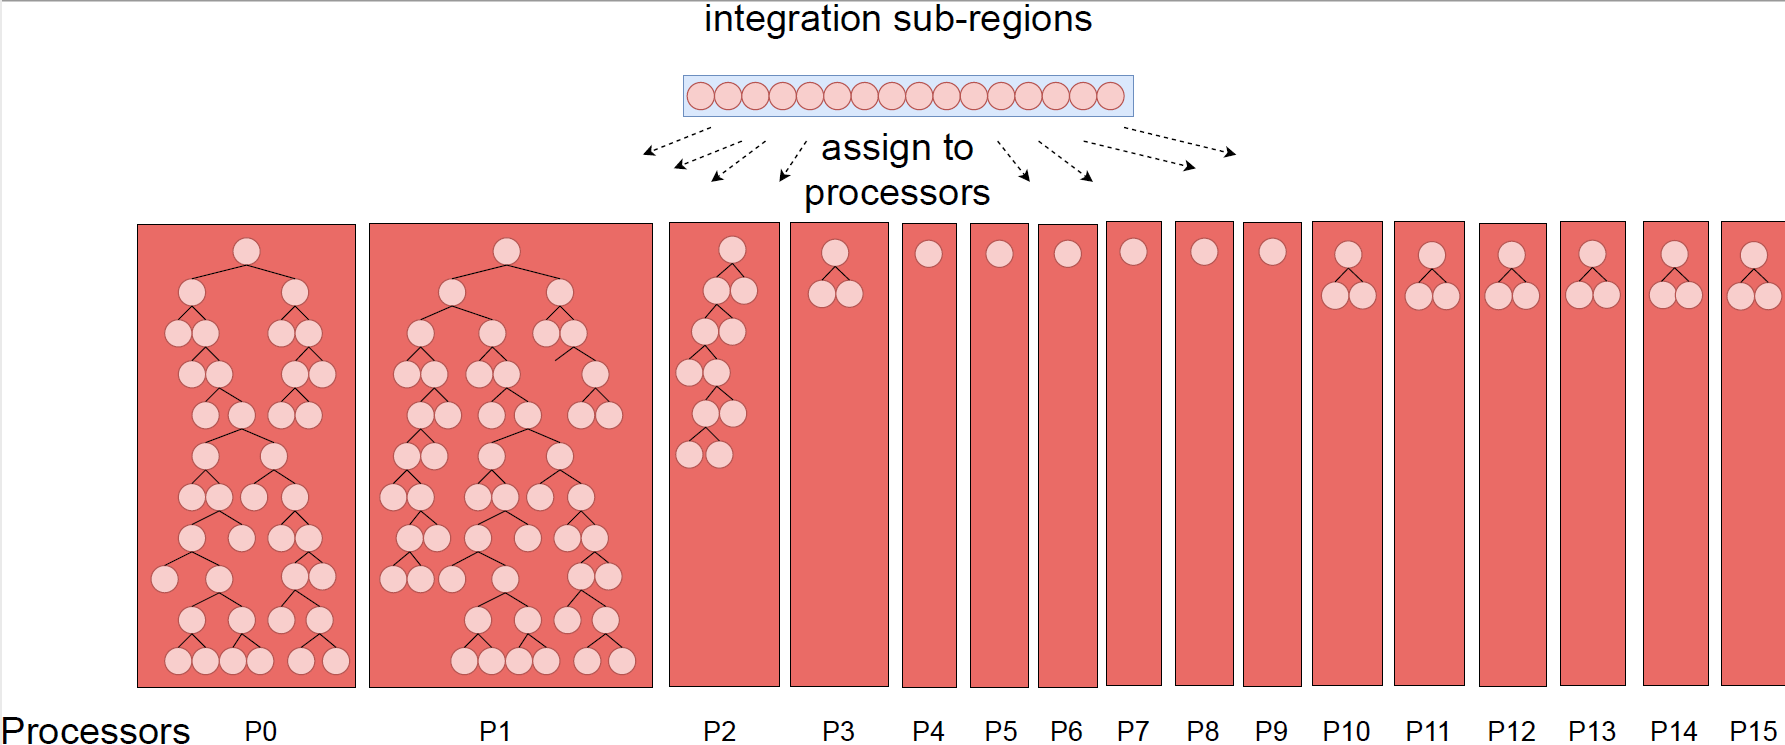 integration sub-regions
assign to
processors
Processors P0 P1 P2 P3 P4 P5 P6 P7 P8 P9 P10 P11 P12 P13 P14 P15